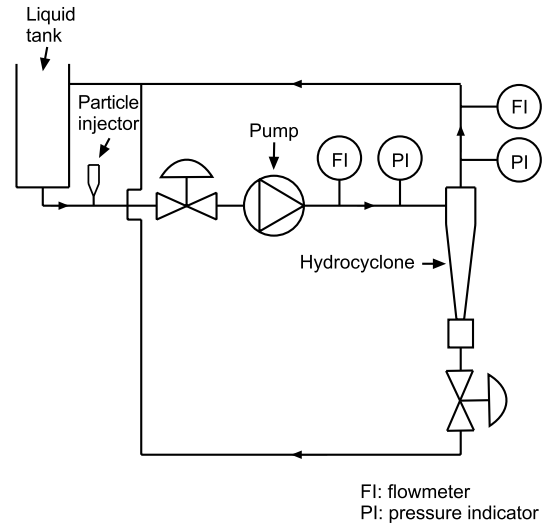 Liquid
tank
Particle
injector
Pump
FI
PI
FI
PI
Hydrocyclone
FI: flowmeter
PI: pressure indicator